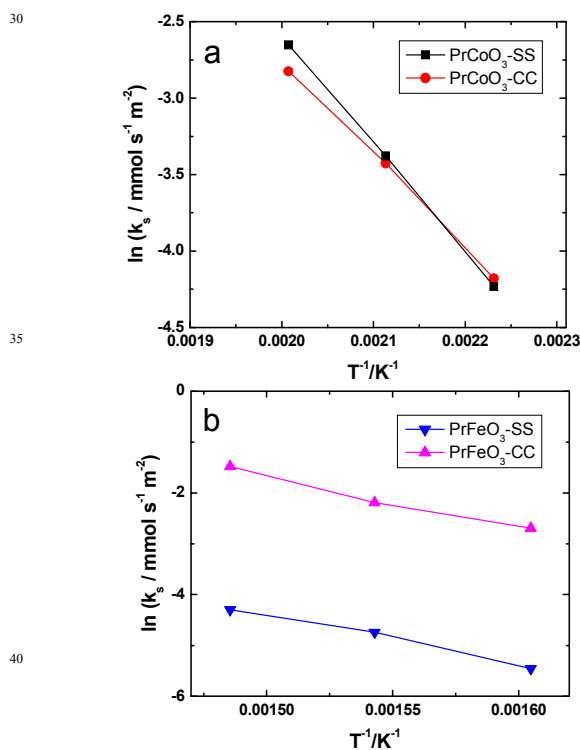 30
a
PrCoO₃-SS
PrCoO₃-CC
-2.5
-3.0
-3.5
-4.0
-4.5
ln (kₛ / mmol s⁻¹ m⁻²)
0.0019 0.0020 0.0021 0.0022 0.0023
T⁻¹/K⁻¹
35
b
PrFeO₃-SS
PrFeO₃-CC
0
-2
-4
-6
ln (kₛ / mmol s⁻¹ m⁻²)
0.00150 0.00155 0.00160
T⁻¹/K⁻¹
40